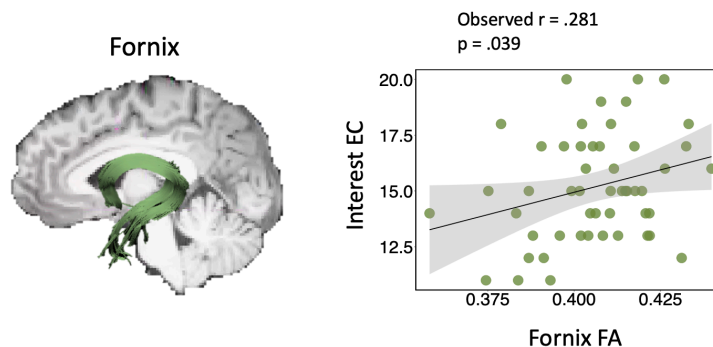 Fornix
Observed r = .281
p = .039
Interest EC
20.0
17.5
15.0
12.5
0.375
0.400
0.425
Fornix FA